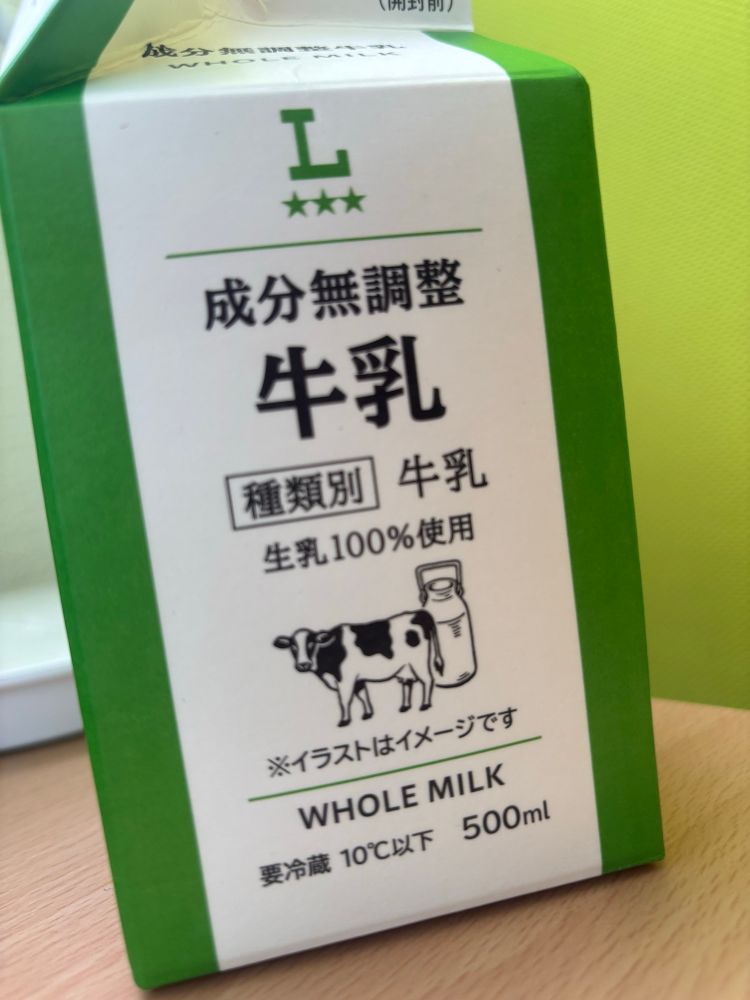 (開封前)
成分無調整牛乳
WHOLE MILK
L
★★★
成分無調整
牛乳
種類別 牛乳
生乳100%使用
※イラストはイメージです
WHOLE MILK
要冷蔵 10℃以下 500ml